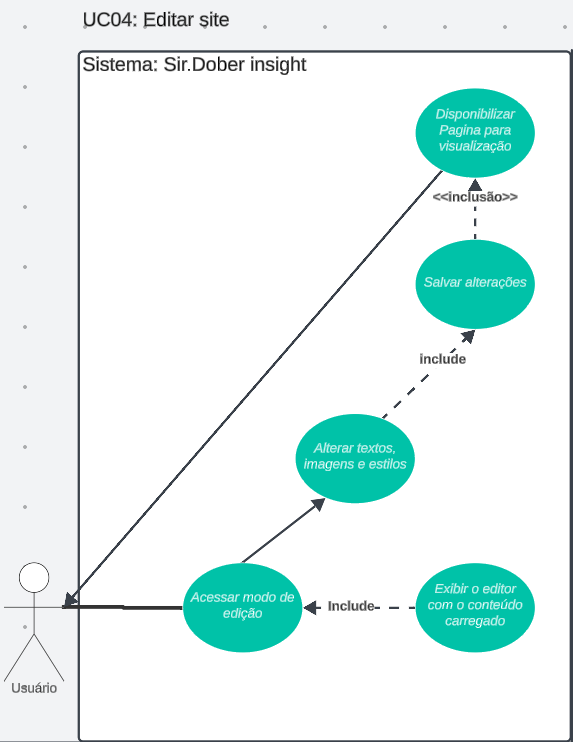 UC04: Editar site
Sistema: Sir.Dober insight
Disponibilizar
Pagina para
visualização
<<inclusão>>
Salvar alterações
include
Alterar textos,
imagens e estilos
Acessar modo de
edição
Include
Exibir o editor
com o conteúdo
carregado
Usuário